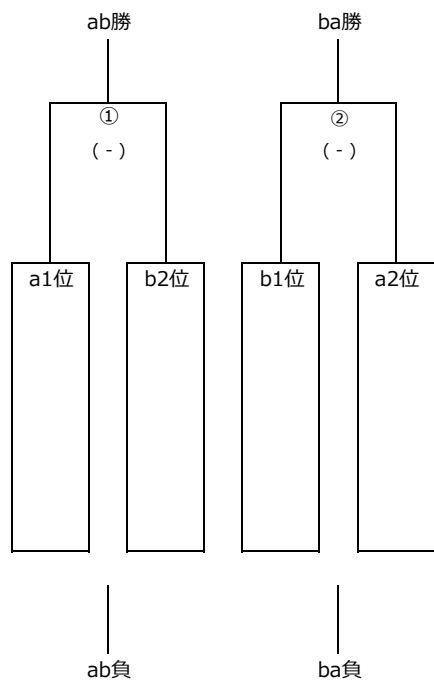 ab勝 ba勝
① ②
( - ) ( - )
a1位 b2位 b1位 a2位
ab負 ba負